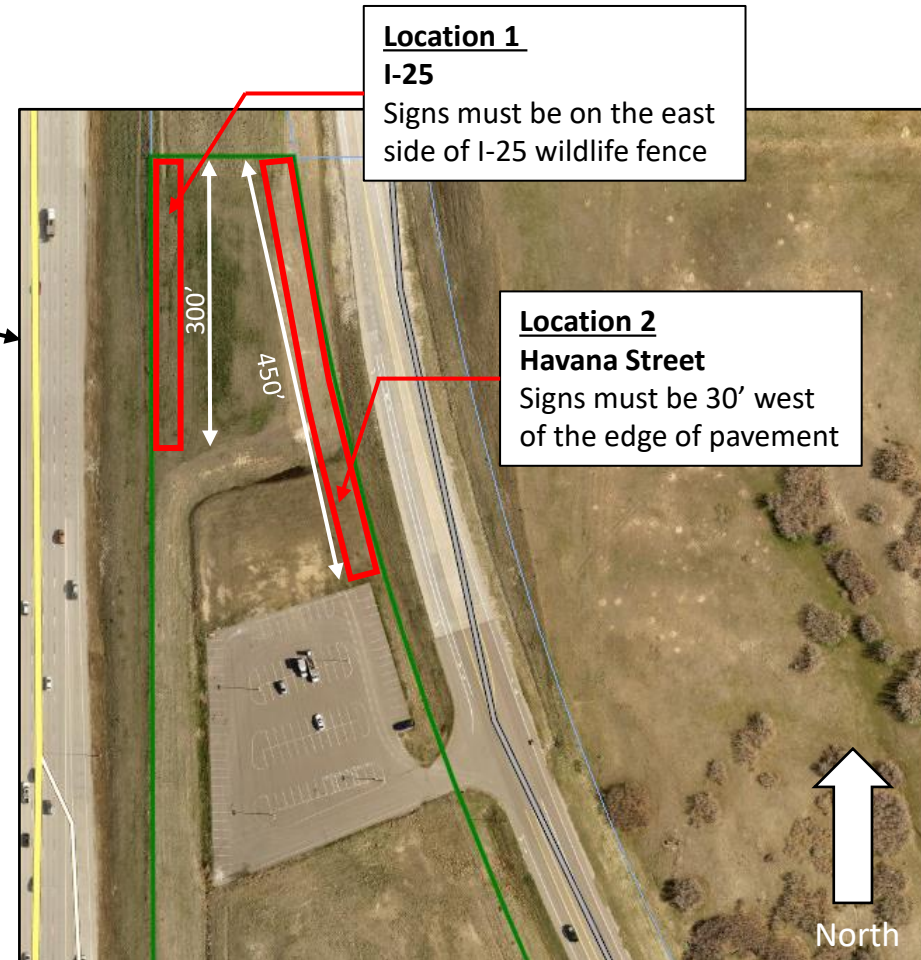 Location 1
I-25
Signs must be on the east
side of I-25 wildlife fence
300’
450’
Location 2
Havana Street
Signs must be 30’ west
of the edge of pavement
North